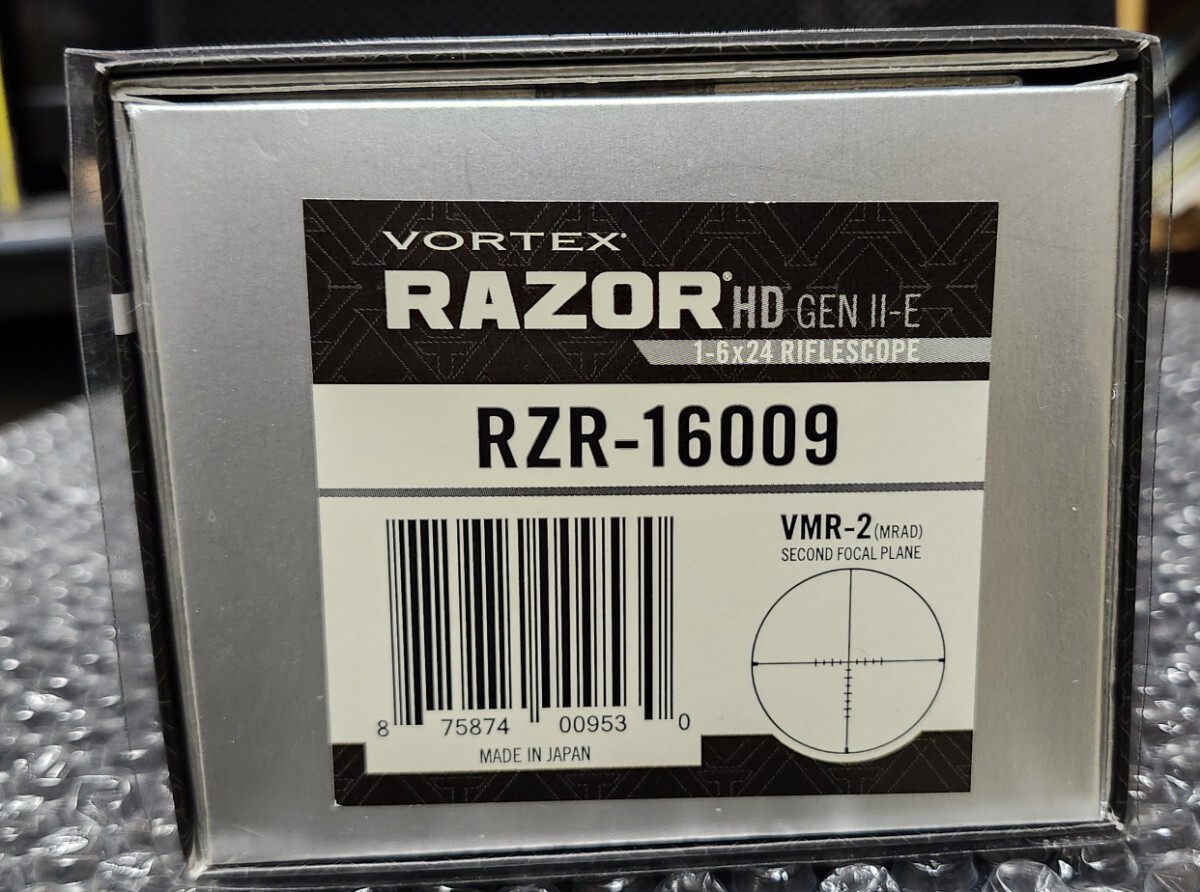 VORTEX
RAZOR® HD GEN II-E
1-6x24 RIFLESCOPE
RZR-16009
VMR-2 (MRAD)
SECOND FOCAL PLANE
8 75874 00953 0
MADE IN JAPAN